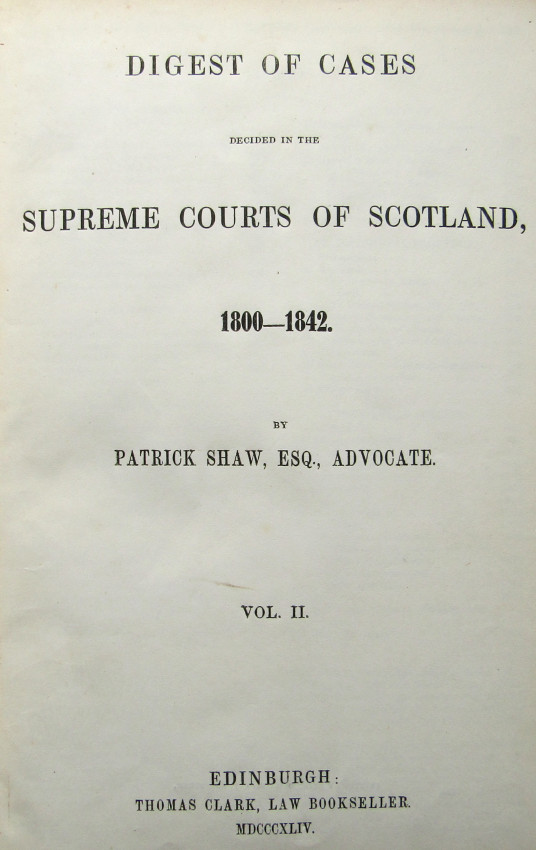 DIGEST OF CASES
DECIDED IN THE
SUPREME COURTS OF SCOTLAND,
1800—1842.
BY
PATRICK SHAW, ESQ., ADVOCATE.
VOL. II.
EDINBURGH:
THOMAS CLARK, LAW BOOKSELLER.
MDCCCXLIV.